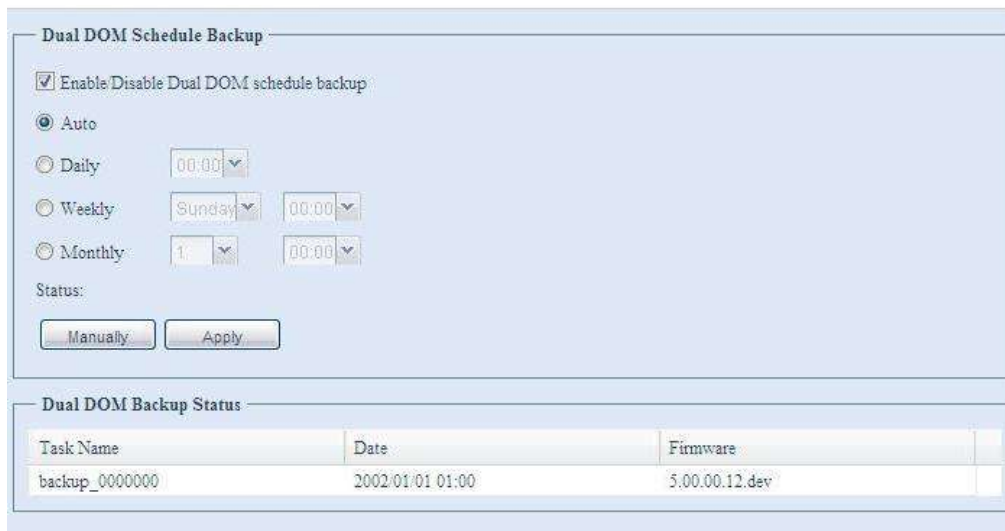 Dual DOM Schedule Backup
Enable/Disable Dual DOM schedule backup
Auto
Daily 00:00
Weekly Sunday 00:00
Monthly 1 00:00
Status:
Manually Apply
Dual DOM Backup Status
Task Name Date Firmware
backup_0000000 2002/01/01 01:00 5.00.00.12.dev